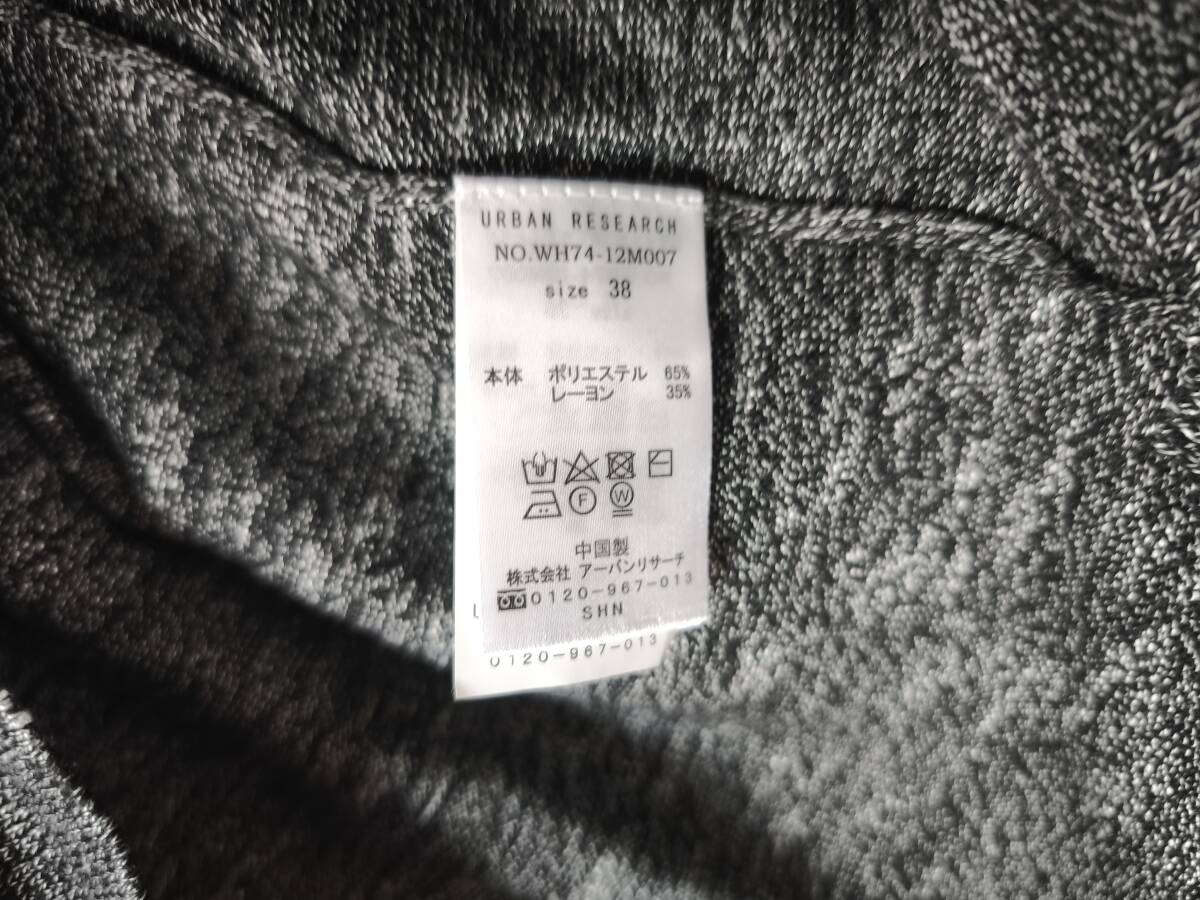 URBAN RESEARCH
NO.WH74-12M007
size 38
本体 ポリエステル 65%
レーヨン 35%
F W
中国製
株式会社 アーバンリサーチ
0120-967-013
SHN
0120-967-013